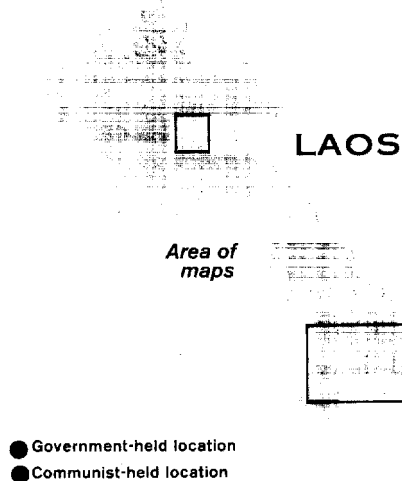 LAOS
Area of
maps
Government-held location
Communist-held location